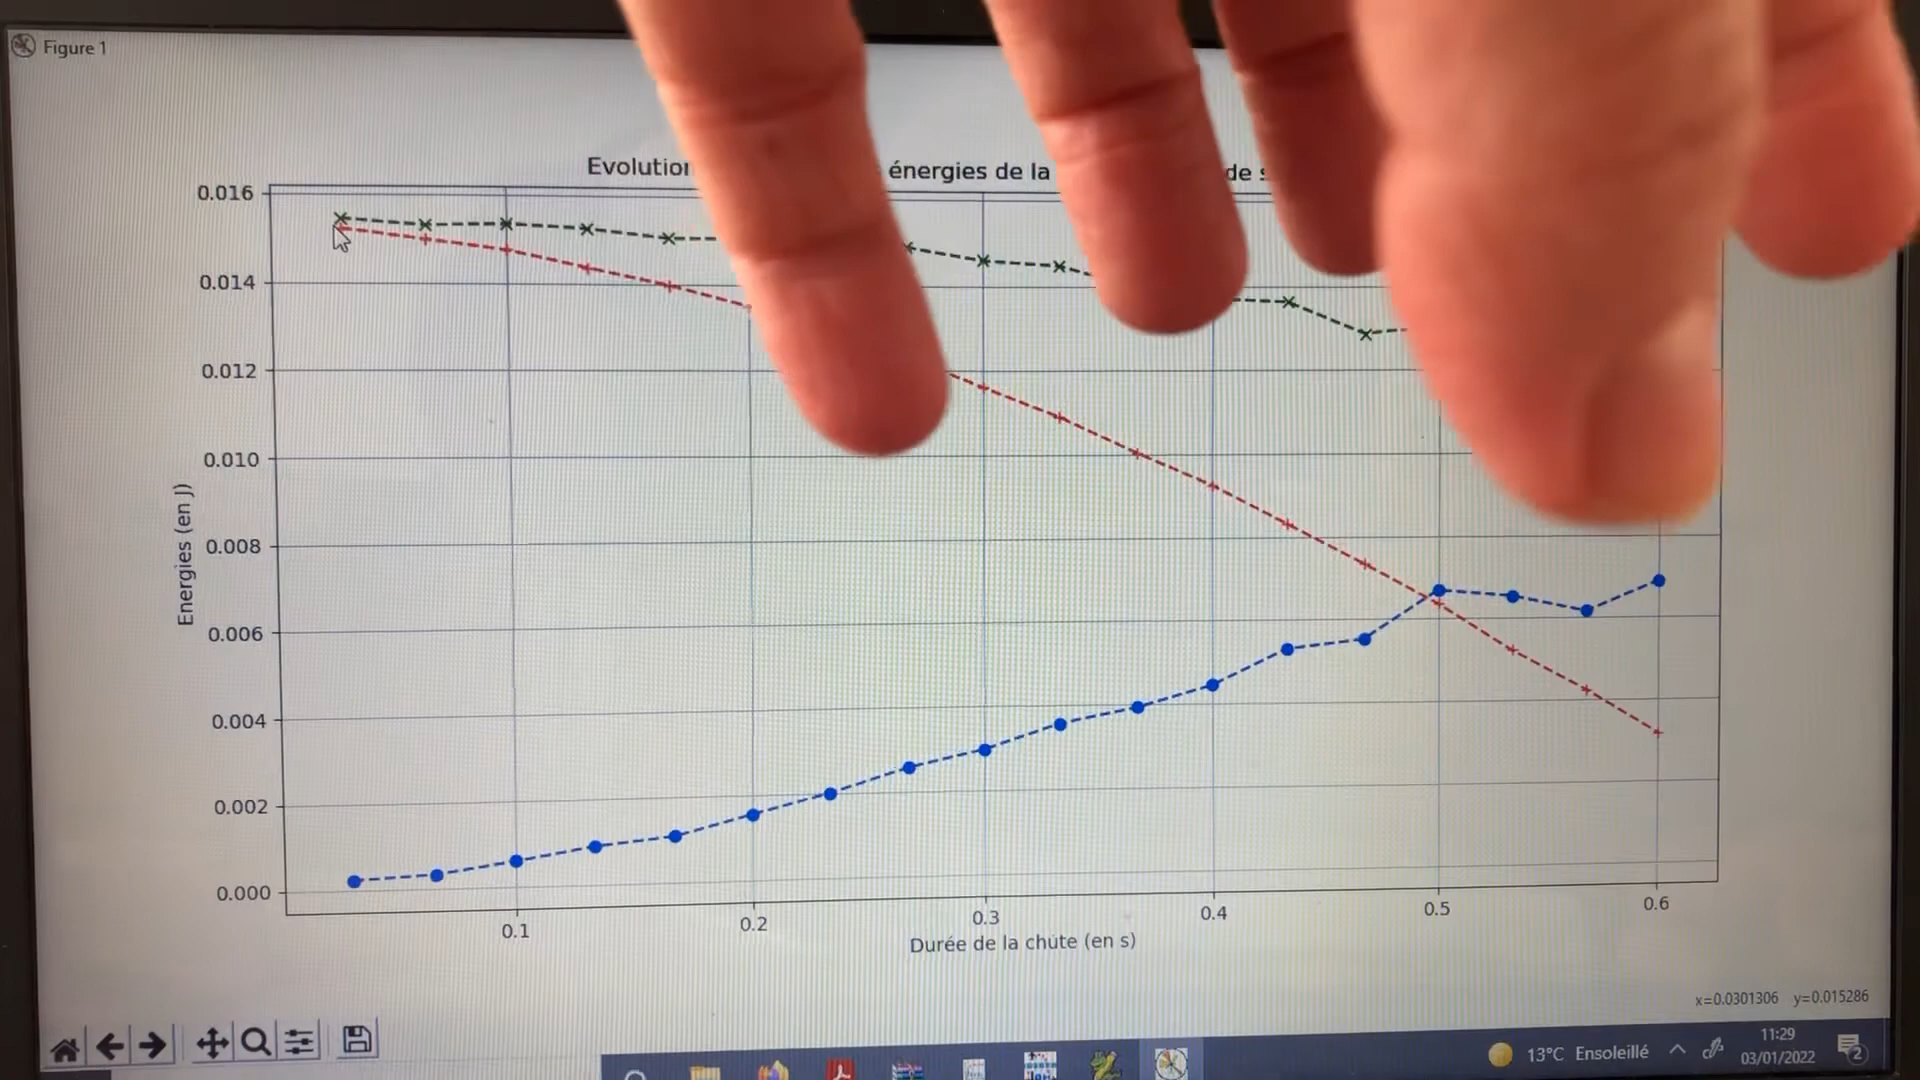 Figure 1
énergies de la de
0.016
0.014
0.012
0.010
0.008
0.006
0.004
0.002
0.000
Energies (en J)
0.1 0.2 0.3 0.4 0.5 0.6
Durée de la chute (en s)
x=0.0301306 y=0.015286
13°C Ensoleillé
11:29
03/01/2022
2